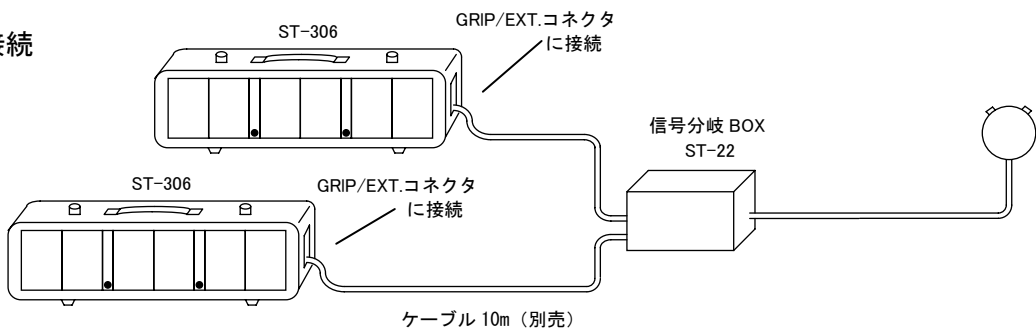 接続
ST-306
GRIP/EXT.コネクタ
に接続
信号分岐 BOX
ST-22
ST-306
GRIP/EXT.コネクタ
に接続
ケーブル 10m（別売）